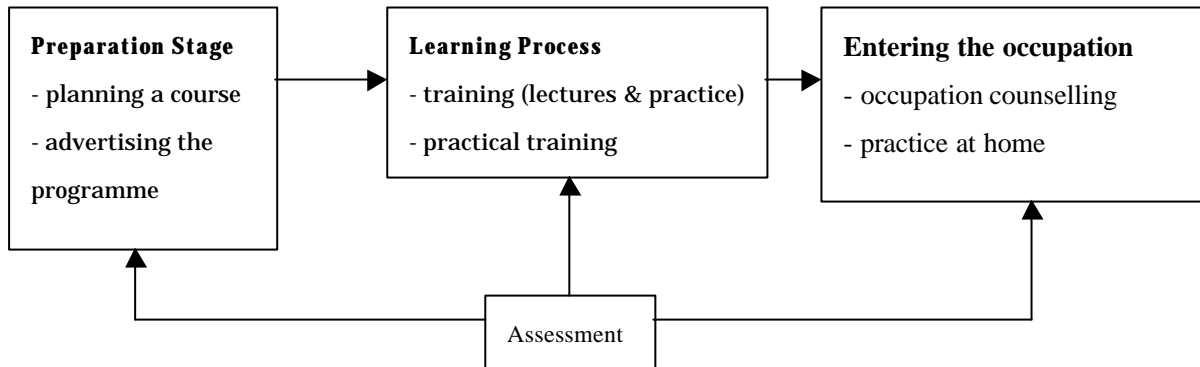 Preparation Stage
- planning a course
- advertising the
programme
Learning Process
- training (lectures & practice)
- practical training
Entering the occupation
- occupation counselling
- practice at home
Assessment